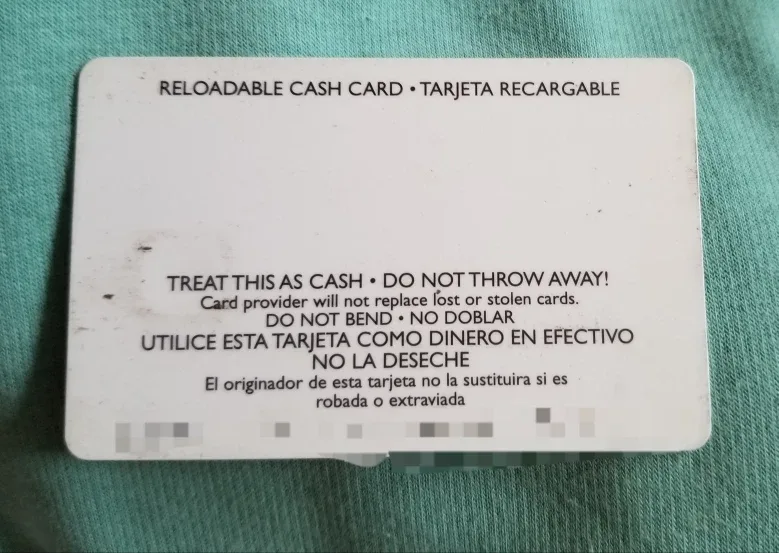 RELOADABLE CASH CARD • TARJETA RECARGABLE
TREAT THIS AS CASH • DO NOT THROW AWAY!
Card provider will not replace lost or stolen cards.
DO NOT BEND • NO DOBLAR
UTILICE ESTA TARJETA COMO DINERO EN EFECTIVO
NO LA DESECHE
El originador de esta tarjeta no la sustituira si es
robada o extraviada